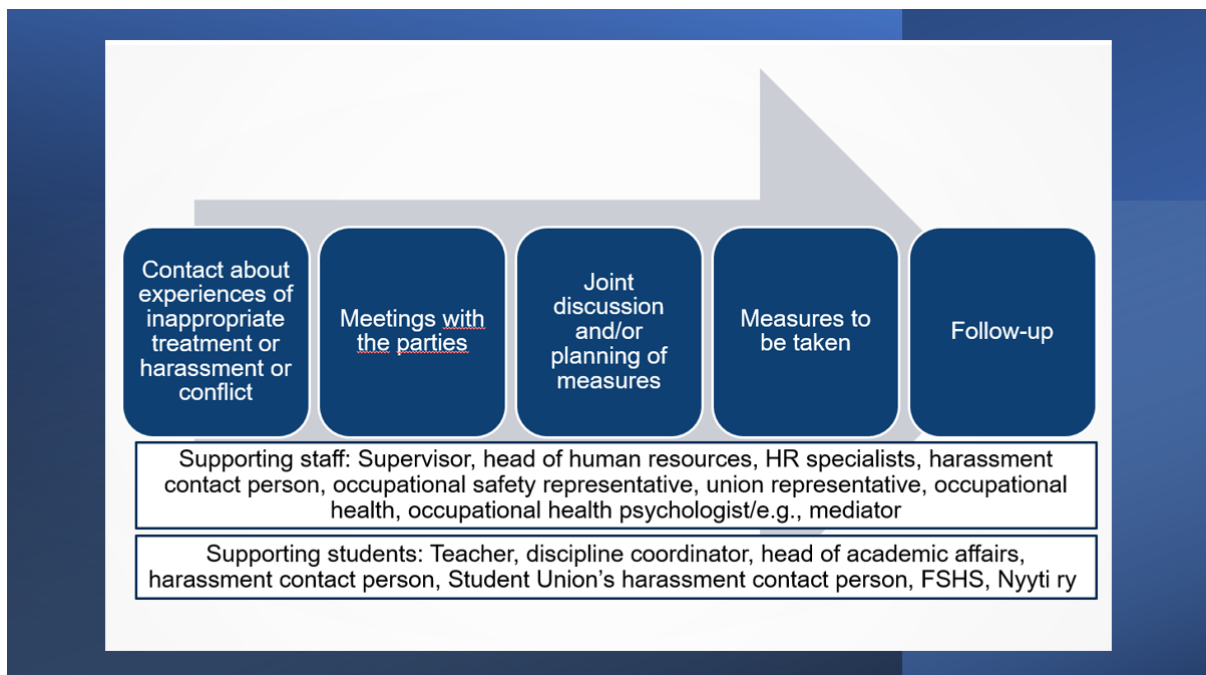 Contact about
experiences of
inappropriate
treatment or
harassment or
conflict
Meetings with
the parties
Joint
discussion
and/or
planning of
measures
Measures to
be taken
Follow-up
Supporting staff: Supervisor, head of human resources, HR specialists, harassment
contact person, occupational safety representative, union representative, occupational
health, occupational health psychologist/e.g., mediator
Supporting students: Teacher, discipline coordinator, head of academic affairs,
harassment contact person, Student Union’s harassment contact person, FSHS, Nyyti ry